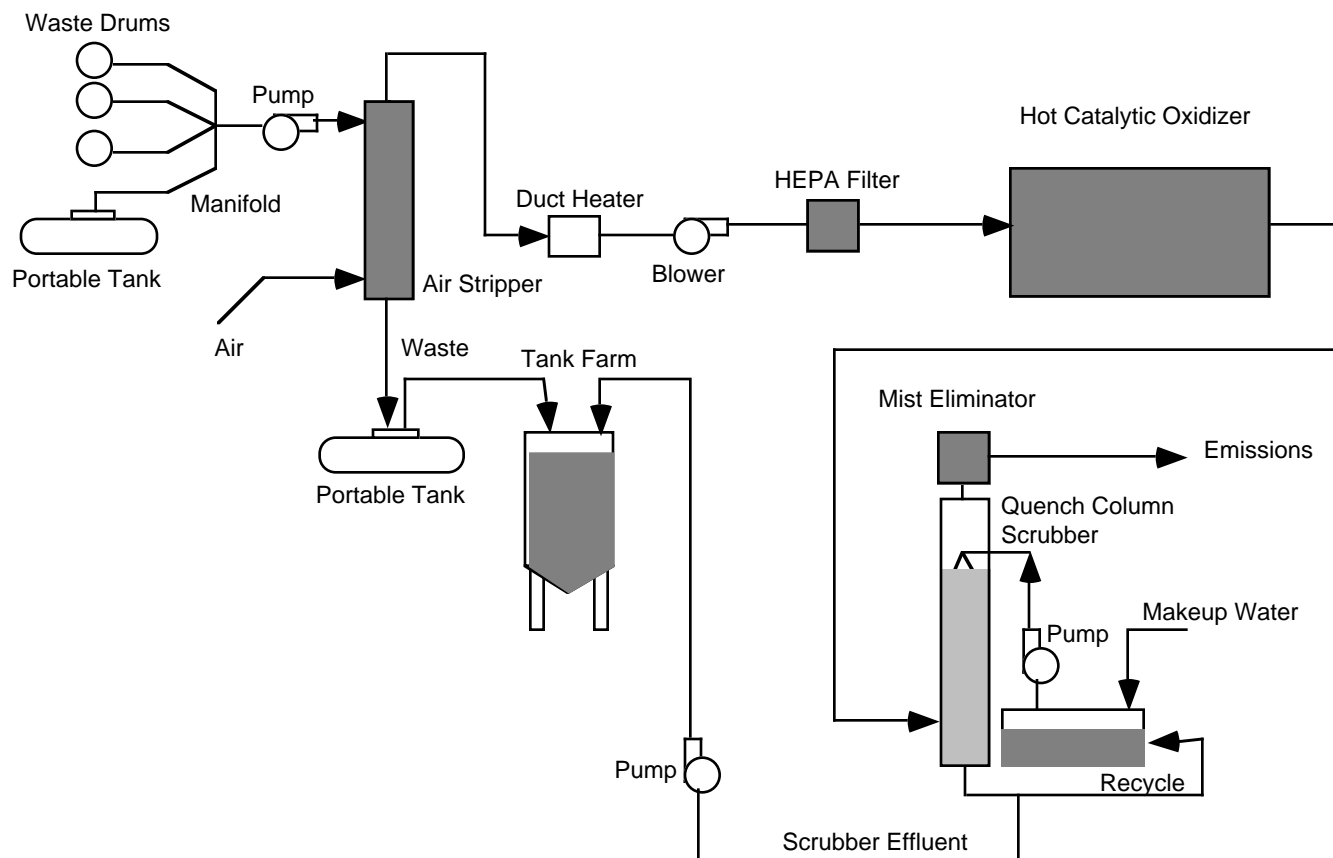 Waste Drums
Pump
Hot Catalytic Oxidizer
HEPA Filter
Duct Heater
Manifold
Blower
Portable Tank
Air Stripper
Air
Waste
Tank Farm
Mist Eliminator
Emissions
Portable Tank
Quench Column
Scrubber
Makeup Water
Pump
Pump
Recycle
Scrubber Effluent